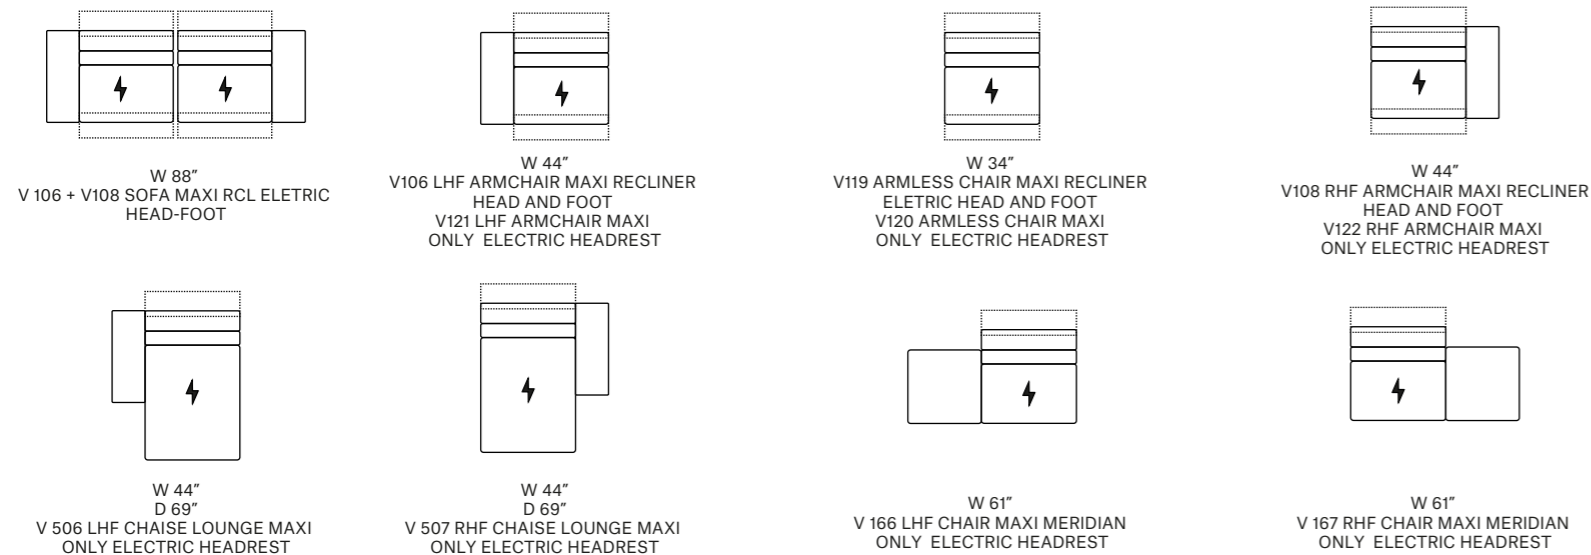 W 88″
V 106 + V108 SOFA MAXI RCL ELETRIC
HEAD-FOOT
W 44″
V106 LHF ARMCHAIR MAXI RECLINER
HEAD AND FOOT
V121 LHF ARMCHAIR MAXI
ONLY ELECTRIC HEADREST
W 34″
V119 ARMLESS CHAIR MAXI RECLINER
ELETRIC HEAD AND FOOT
V120 ARMLESS CHAIR MAXI
ONLY ELECTRIC HEADREST
W 44″
V108 RHF ARMCHAIR MAXI RECLINER
HEAD AND FOOT
V122 RHF ARMCHAIR MAXI
ONLY ELECTRIC HEADREST
W 44″
D 69″
V 506 LHF CHAISE LOUNGE MAXI
ONLY ELECTRIC HEADREST
W 44″
D 69″
V 507 RHF CHAISE LOUNGE MAXI
ONLY ELECTRIC HEADREST
W 61″
V 166 LHF CHAIR MAXI MERIDIAN
ONLY ELECTRIC HEADREST
W 61″
V 167 RHF CHAIR MAXI MERIDIAN
ONLY ELECTRIC HEADREST